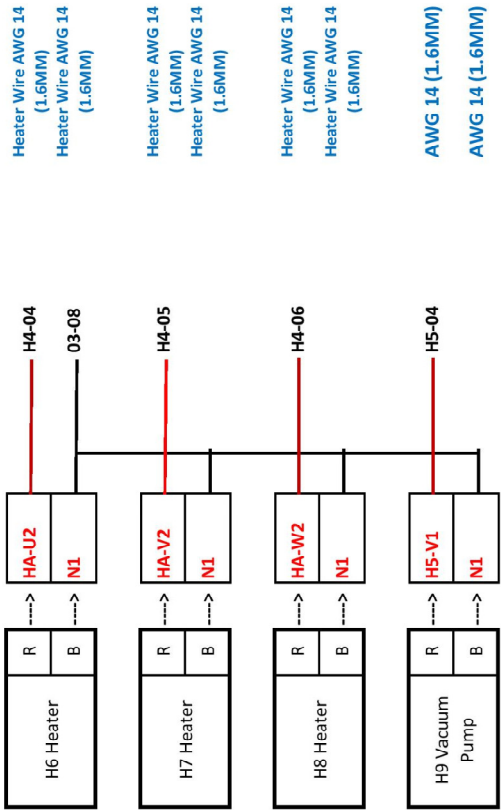 H6 Heater
R
---->
HA-U2
H4-04
Heater Wire AWG 14
(1.6MM)
B
---->
N1
03-08
Heater Wire AWG 14
(1.6MM)
H7 Heater
R
---->
HA-V2
H4-05
Heater Wire AWG 14
(1.6MM)
B
---->
N1
Heater Wire AWG 14
(1.6MM)
H8 Heater
R
---->
HA-W2
H4-06
Heater Wire AWG 14
(1.6MM)
B
---->
N1
Heater Wire AWG 14
(1.6MM)
H9 Vacuum
Pump
R
---->
H5-V1
H5-04
AWG 14 (1.6MM)
B
---->
N1
AWG 14 (1.6MM)